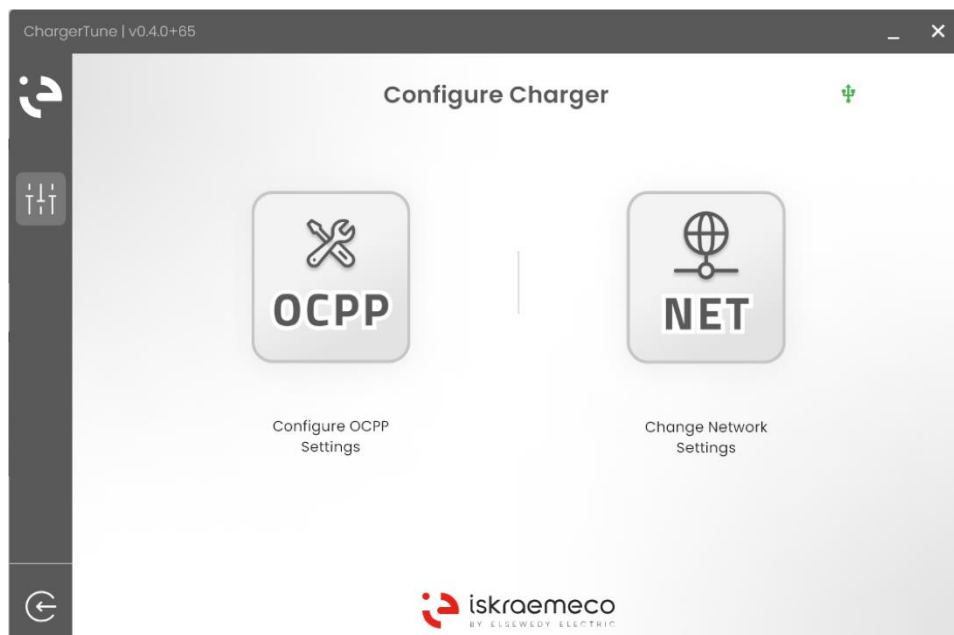 ChargerTune | v0.4.0+65
Configure Charger
OCPP
NET
Configure OCPP
Settings
Change Network
Settings
iskraemeco
BY ELSEWEDY ELECTRIC